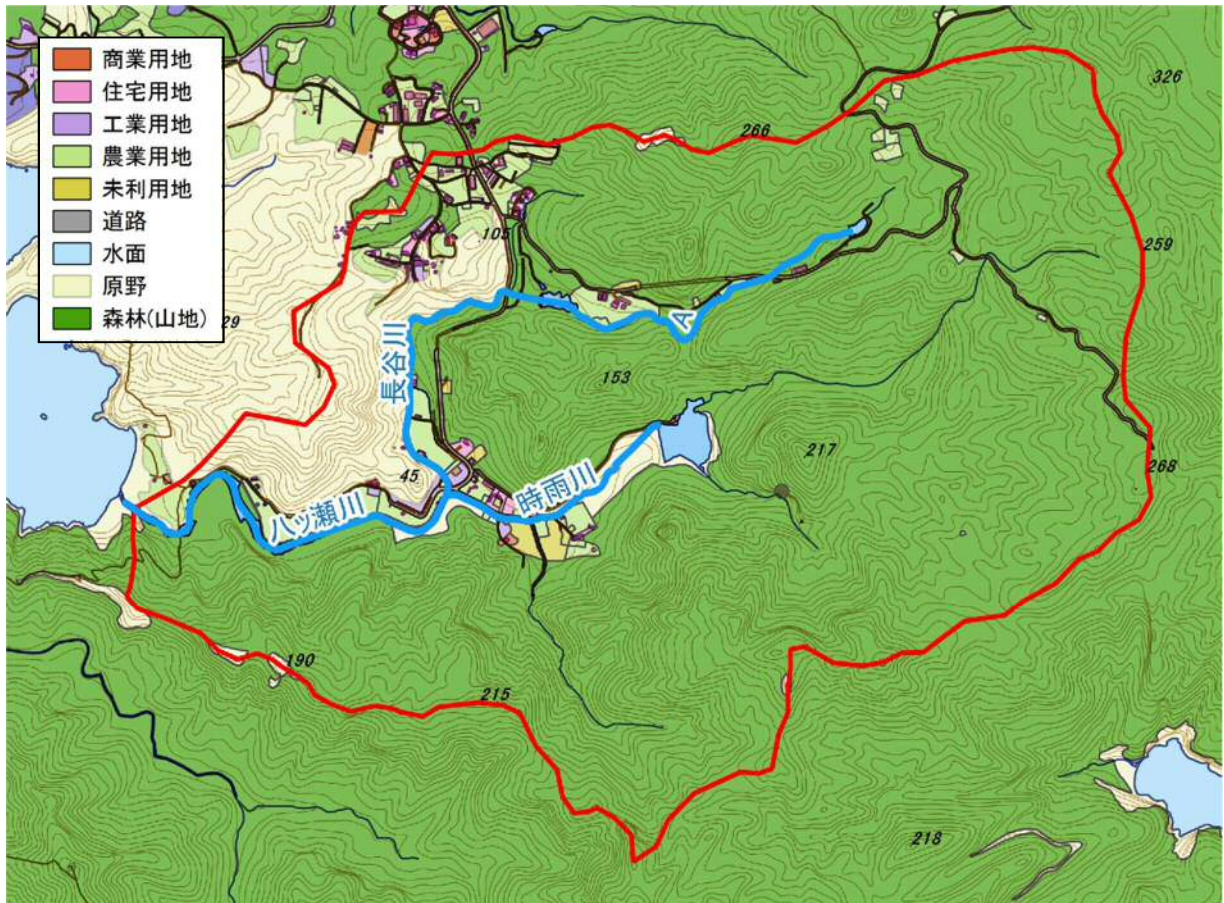 商業用地
住宅用地
工業用地
農業用地
未利用地
道路
水面
原野
森林(山地)
326
266
259
105
29
長谷川
A
153
217
268
45
時雨川
八ッ瀬川
190
215
218